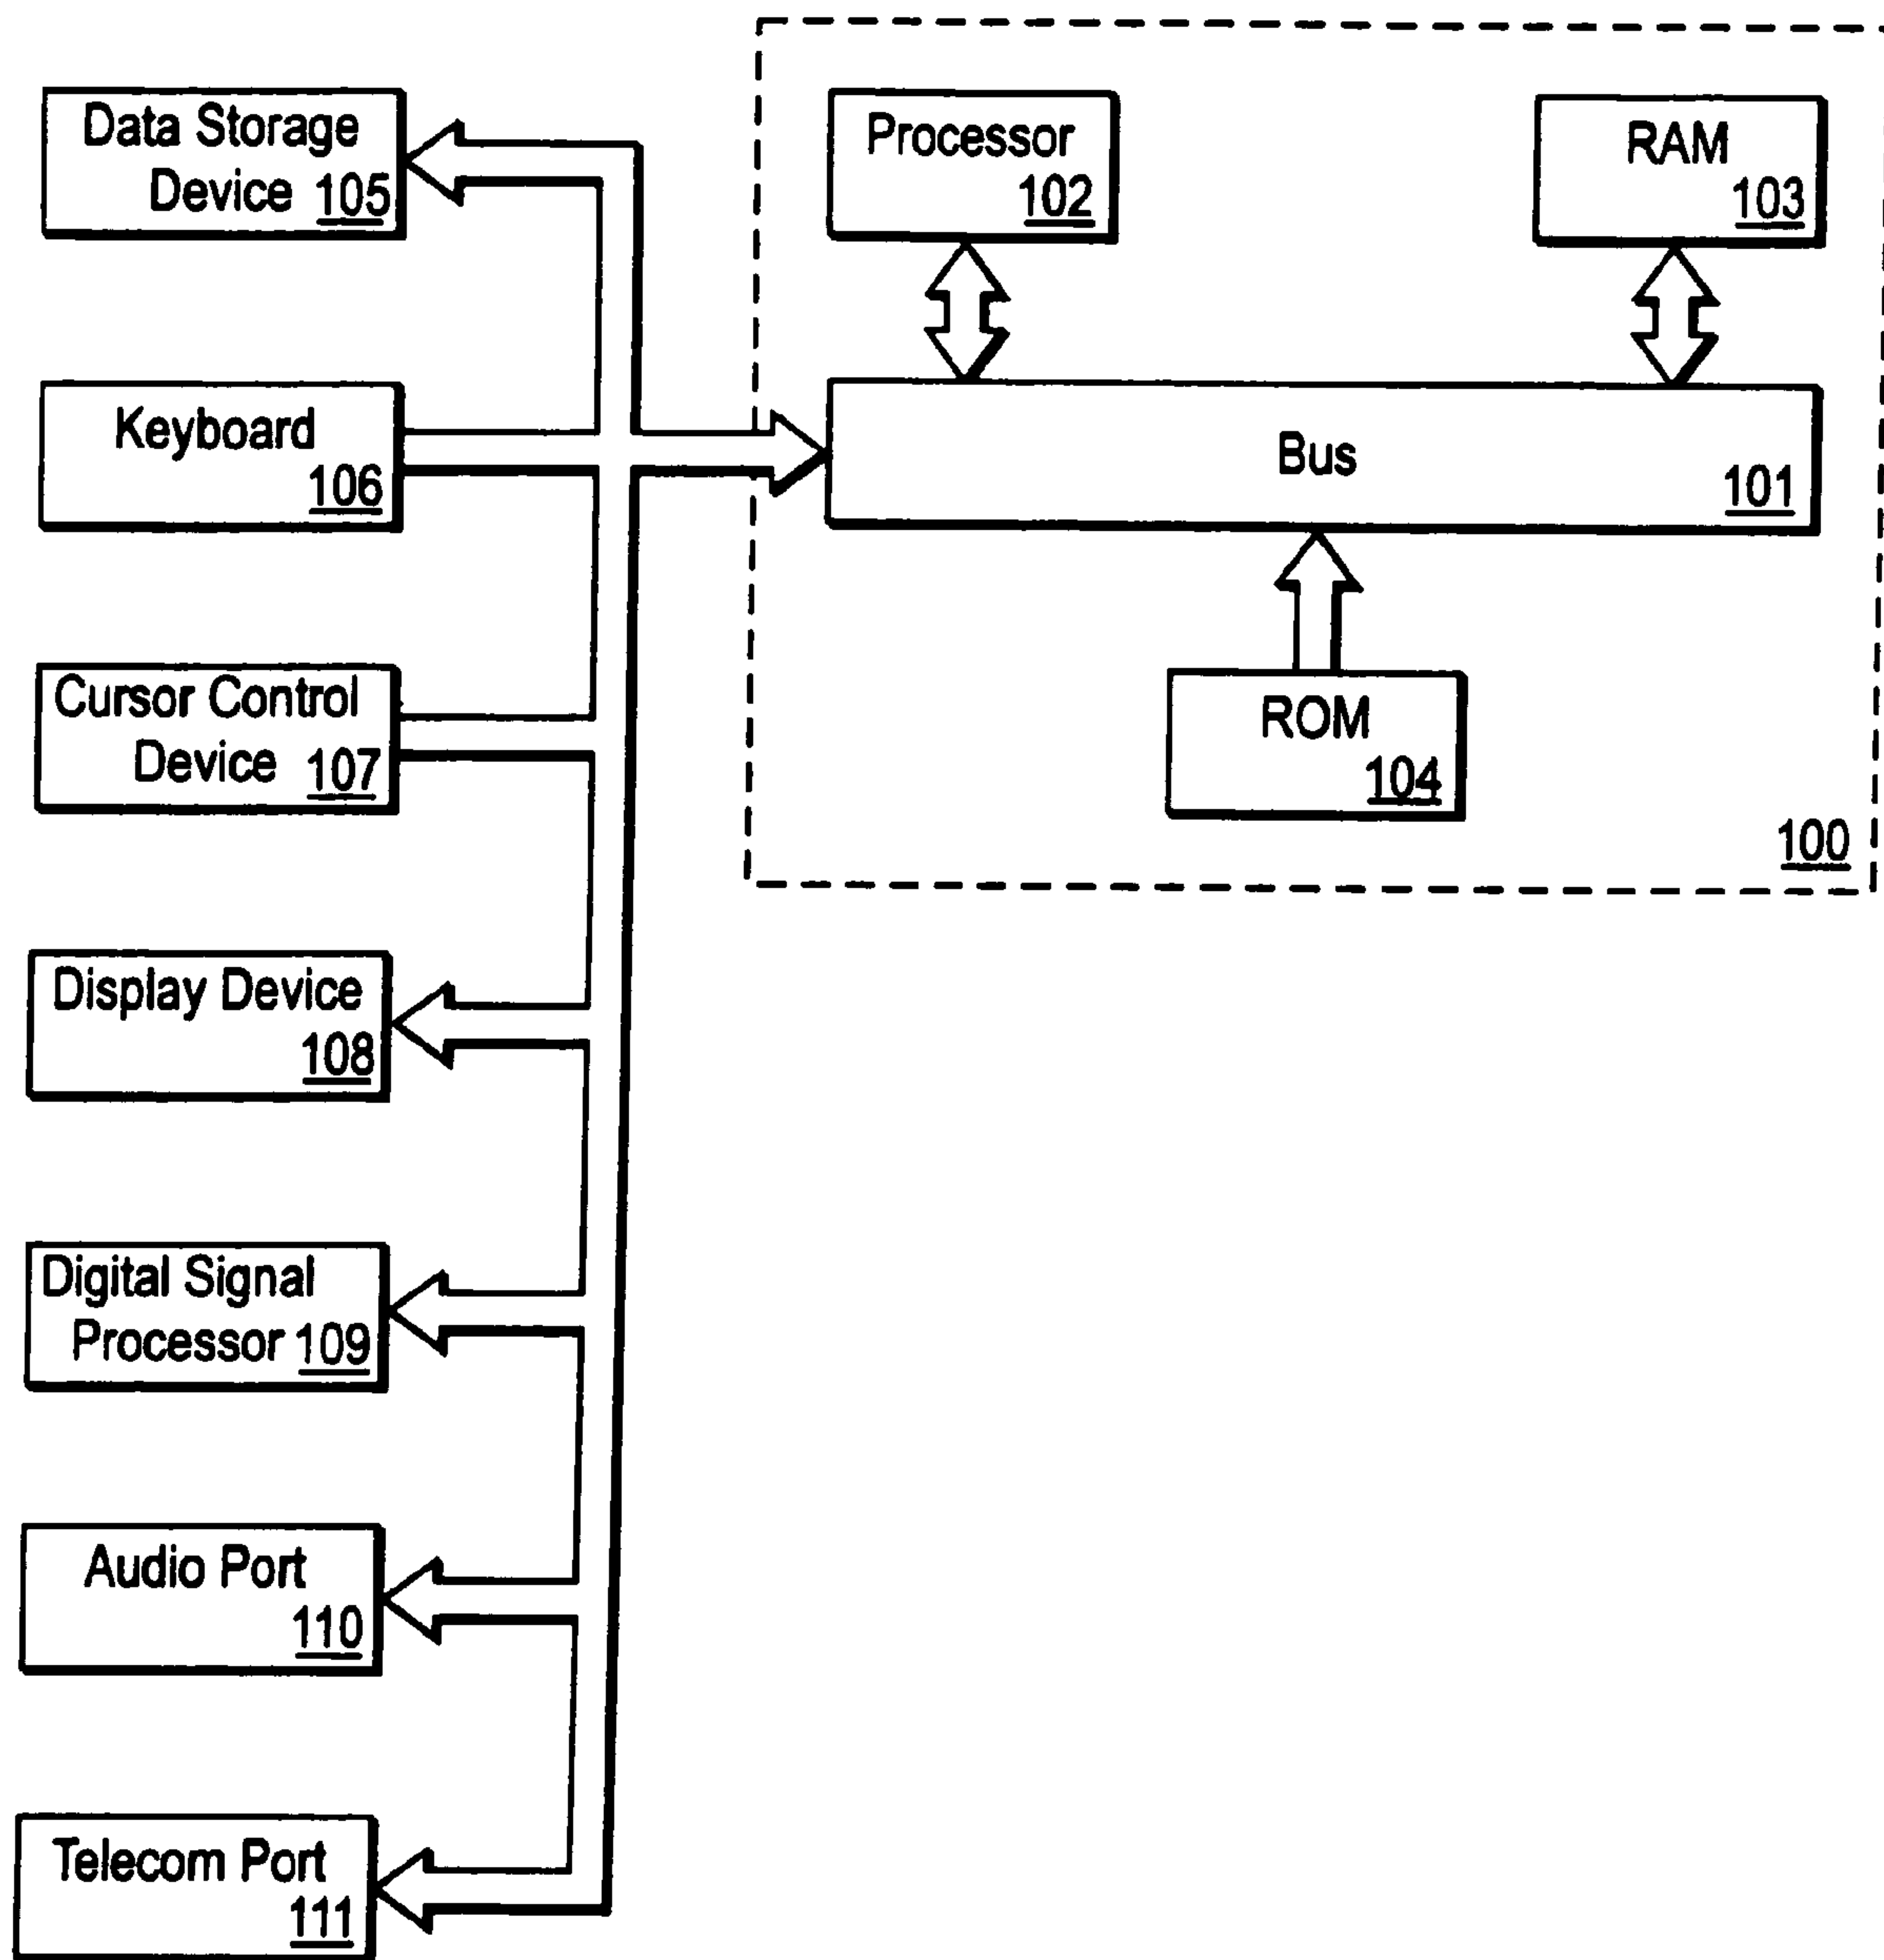 Data Storage
Device 105
Processor
102
RAM
103
Keyboard
106
Bus
101
Cursor Control
Device 107
ROM
104
100
Display Device
108
Digital Signal
Processor 109
Audio Port
110
Telecom Port
111